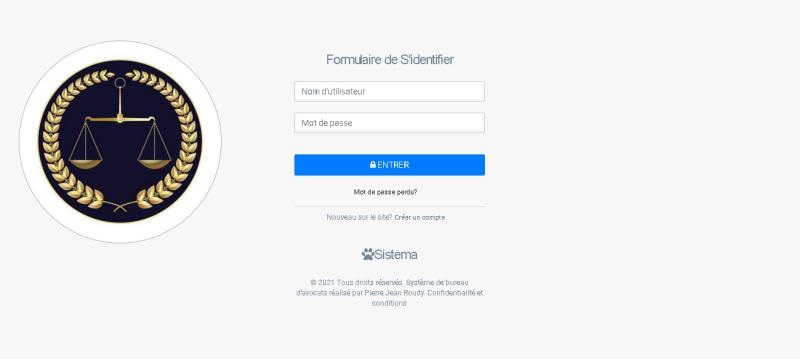 Formulaire de S'identifier
Nom d'utilisateur
Mot de passe
ENTRER
Mot de passe perdu?
Nouveau sur le site? Créer un compte
Sistema
© 2021 Tous droits réservés. Système de bureau
d'avocats réalisé par Pierre Jean Roudy. Confidentialité et
conditions